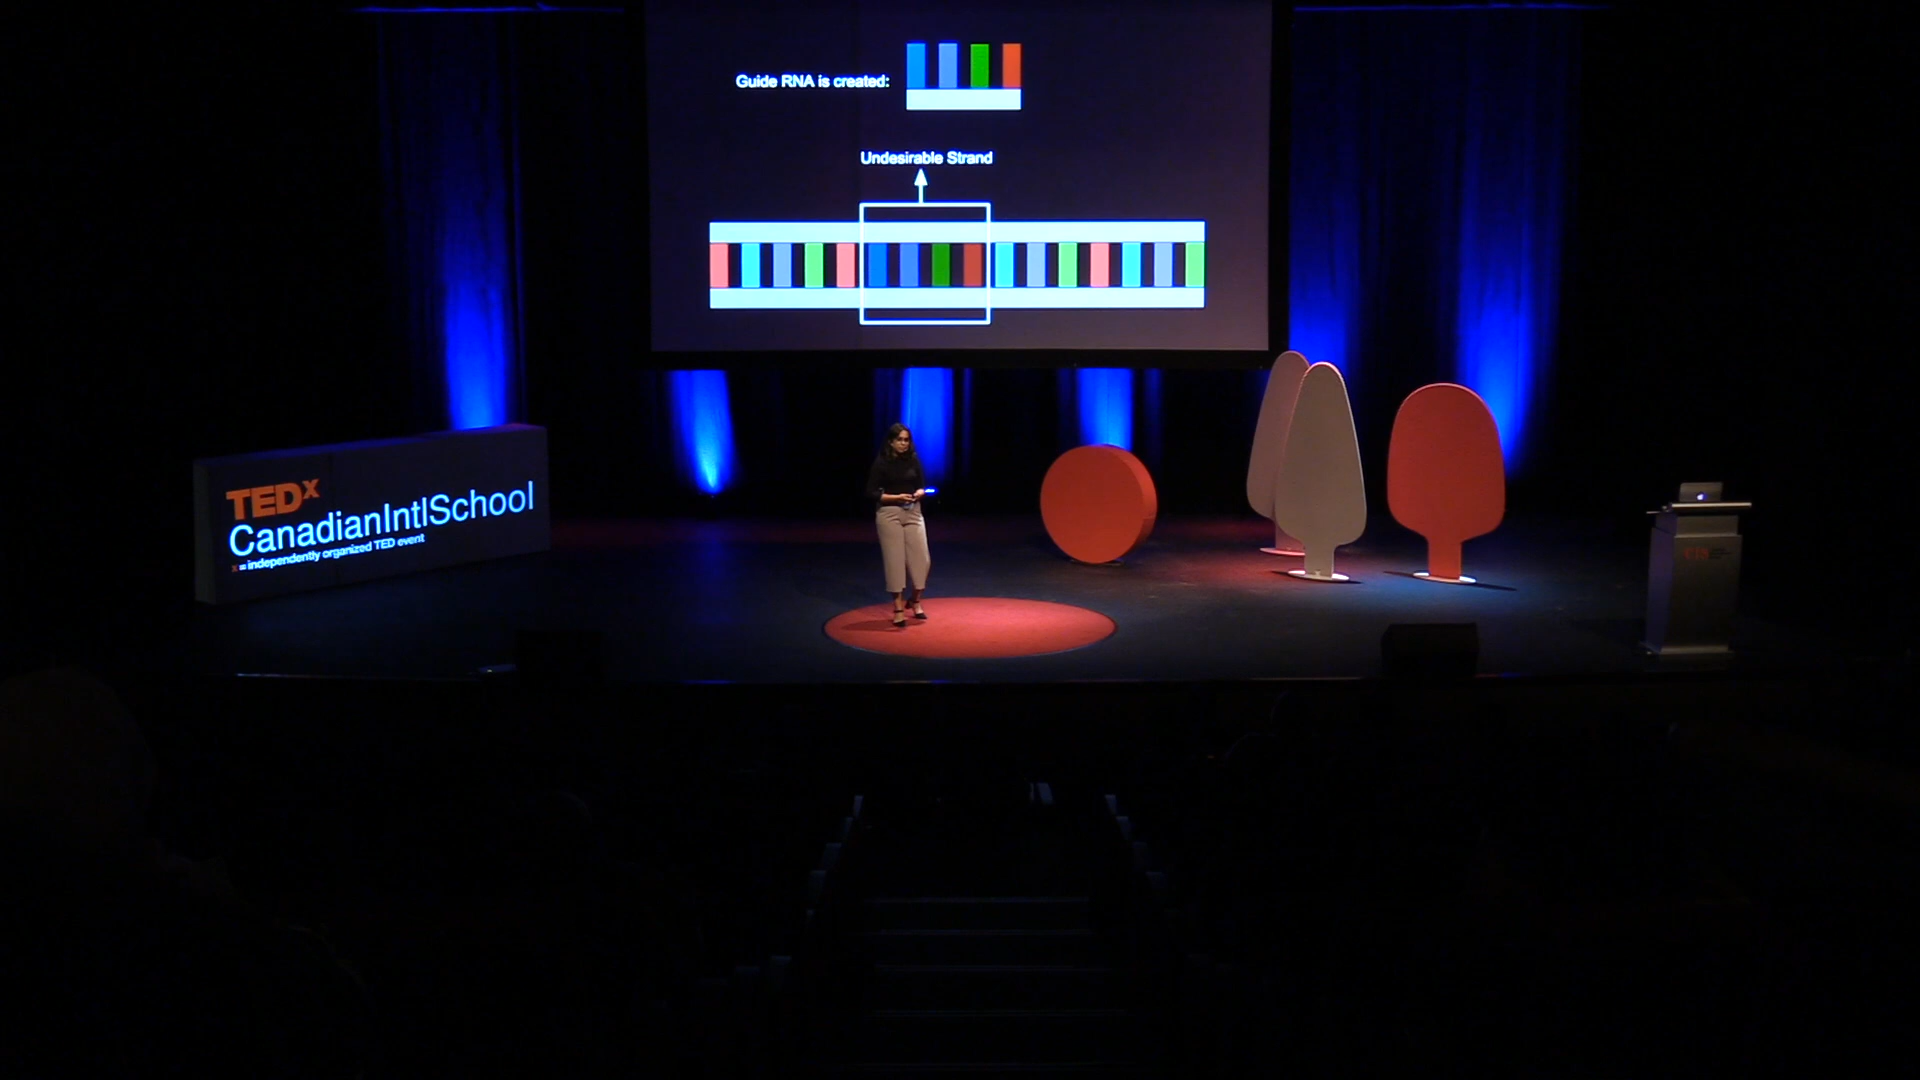 Guide RNA is created:
Undesirable Strand
TEDx
CanadianIntlSchool
x = independently organized TED event